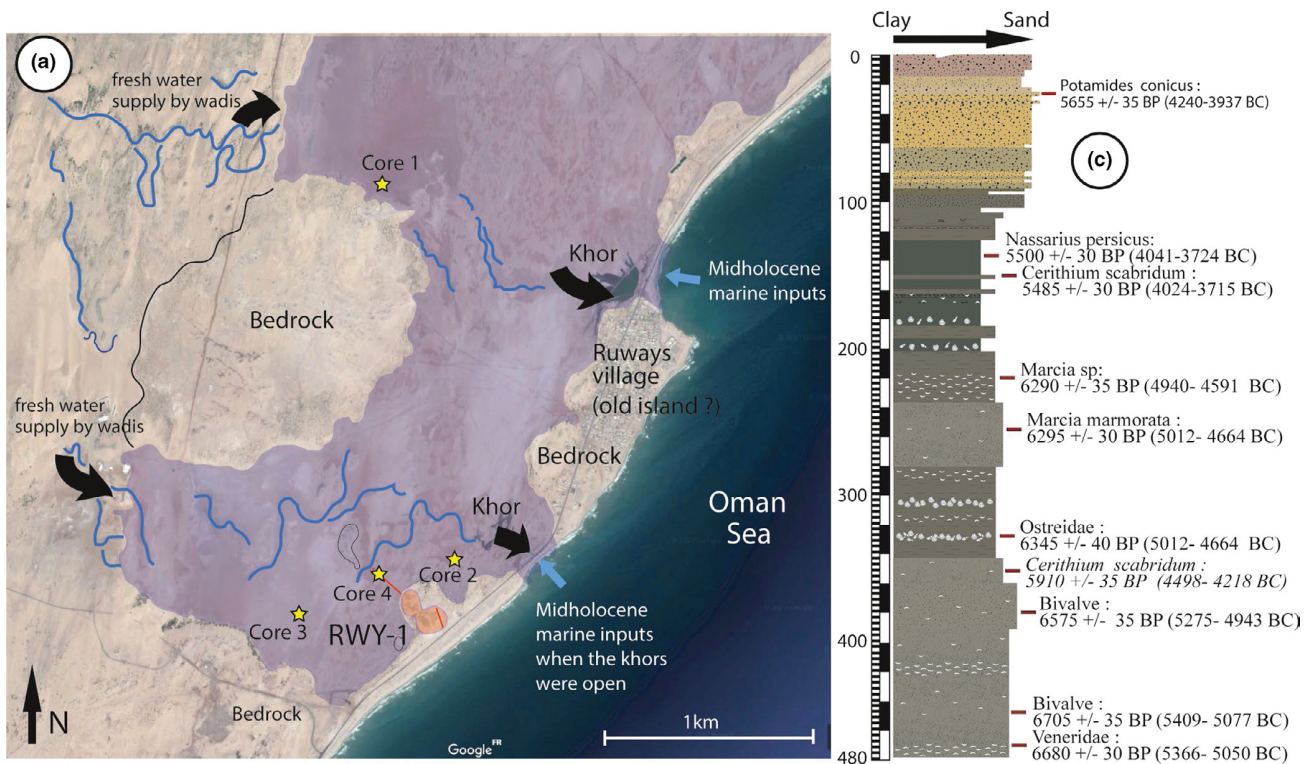 (a)
fresh water
supply by wadis
Core 1
Khor
Midholocene
marine inputs
Bedrock
Ruways
village
(old island ?)
fresh water
supply by wadis
Bedrock
Khor
Oman
Sea
Core 2
Core 4
Core 3
RWY-1
Midholocene
marine inputs
when the khors
were open
Bedrock
N
1km
Google FR
Clay
Sand
0
100
200
300
400
480
(c)
Potamides conicus :
5655 +/- 35 BP (4240-3937 BC)
Nassarius persicus:
5500 +/- 30 BP (4041-3724 BC)
Cerithium scabridum :
5485 +/- 30 BP (4024-3715 BC)
Marcia sp:
6290 +/- 35 BP (4940- 4591 BC)
Marcia marmorata :
6295 +/- 30 BP (5012- 4664 BC)
Ostreidae :
6345 +/- 40 BP (5012- 4664 BC)
Cerithium scabridum :
5910 +/- 35 BP (4498- 4218 BC)
Bivalve :
6575 +/- 35 BP (5275- 4943 BC)
Bivalve :
6705 +/- 35 BP (5409- 5077 BC)
Veneridae :
6680 +/- 30 BP (5366- 5050 BC)